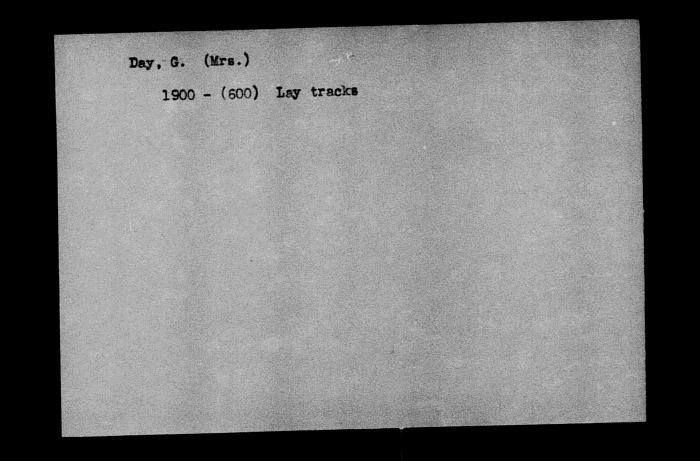 Day, G. (Mrs.)
1900 - (600) Lay tracks